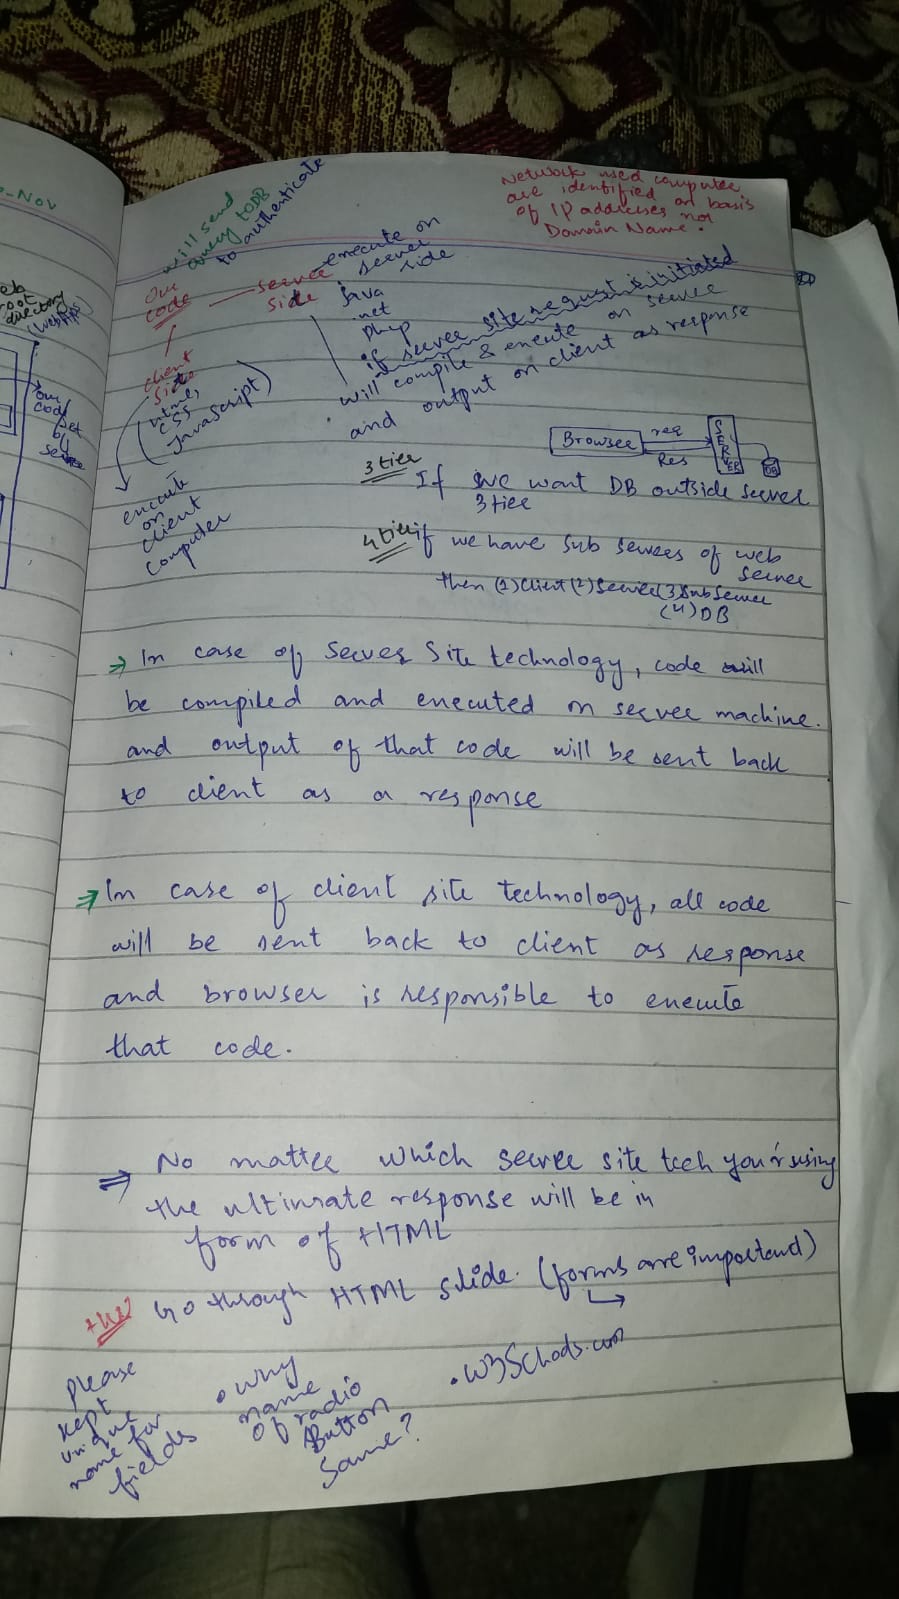 e-Nov
eb
root
directory
(WebApps)
our
code
set
by
will send
query to DB
to authenticate
Network used computer
are identified on basis
of IP addresses not
Domain Name.
our
code
server
side
execute on
server
side
Java
.net
php
if server site request is initiated
will compile & execute on server
and output on client as response
client
side
html,
CSS
JavaScript
execute
on
client
computer
Browser
req
Res
SERVER
DB
3 tier
If we want DB outside server
3 tier
4 tier if we have sub servers of web
server
then (1) Client (2) Server (3) Sub Server
(4) DB
⇒ In case of Server Site technology, code will
be compiled and executed on server machine.
and output of that code will be sent back
to client as a response
⇒ In case of client site technology, all code
will be sent back to client as response
and browser is responsible to execute
that code.
⇒ No matter which server site tech you'r using
the ultimate response will be in
form of HTML
Go through HTML slide. (forms are important)
please
kept
unique
name for
fields
. why
name
of radio
Button
Same?
. W3Schools.com